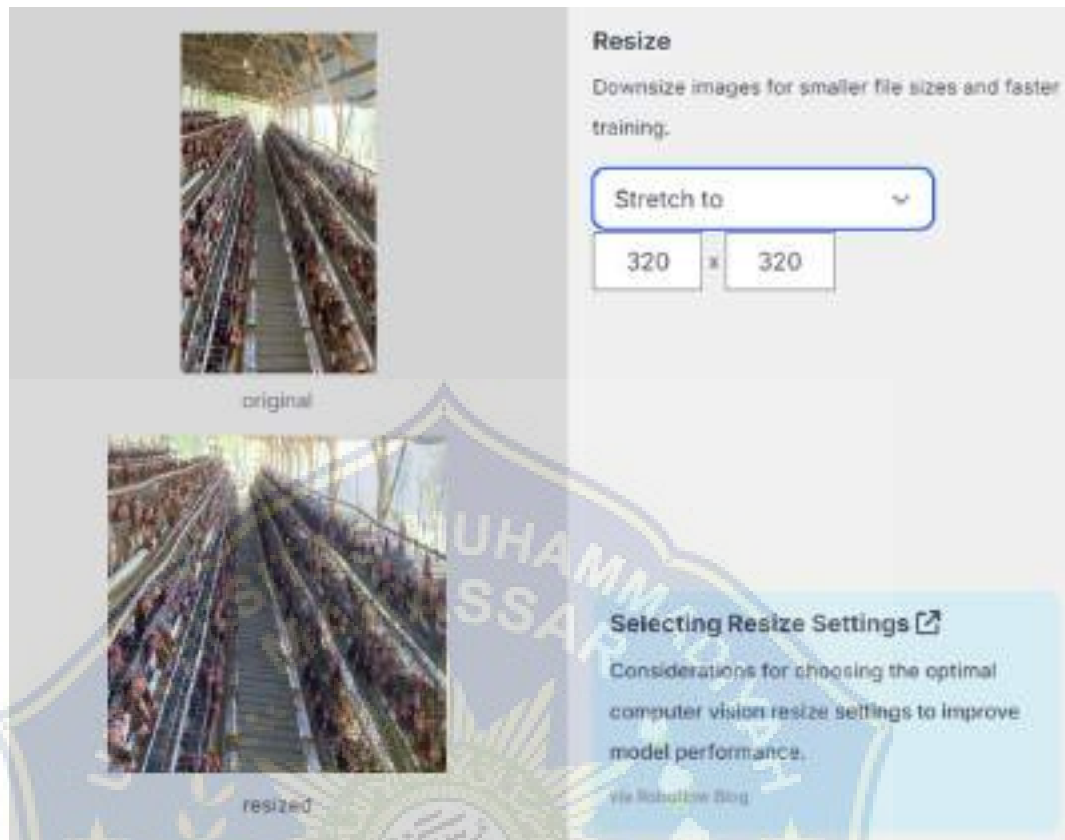 Resize
Downsize images for smaller file sizes and faster
training.
Stretch to
320 x 320
original
resized
Selecting Resize Settings
Considerations for choosing the optimal
computer vision resize settings to improve
model performance.
via Roboflow Blog
MUHAMMADIYAH